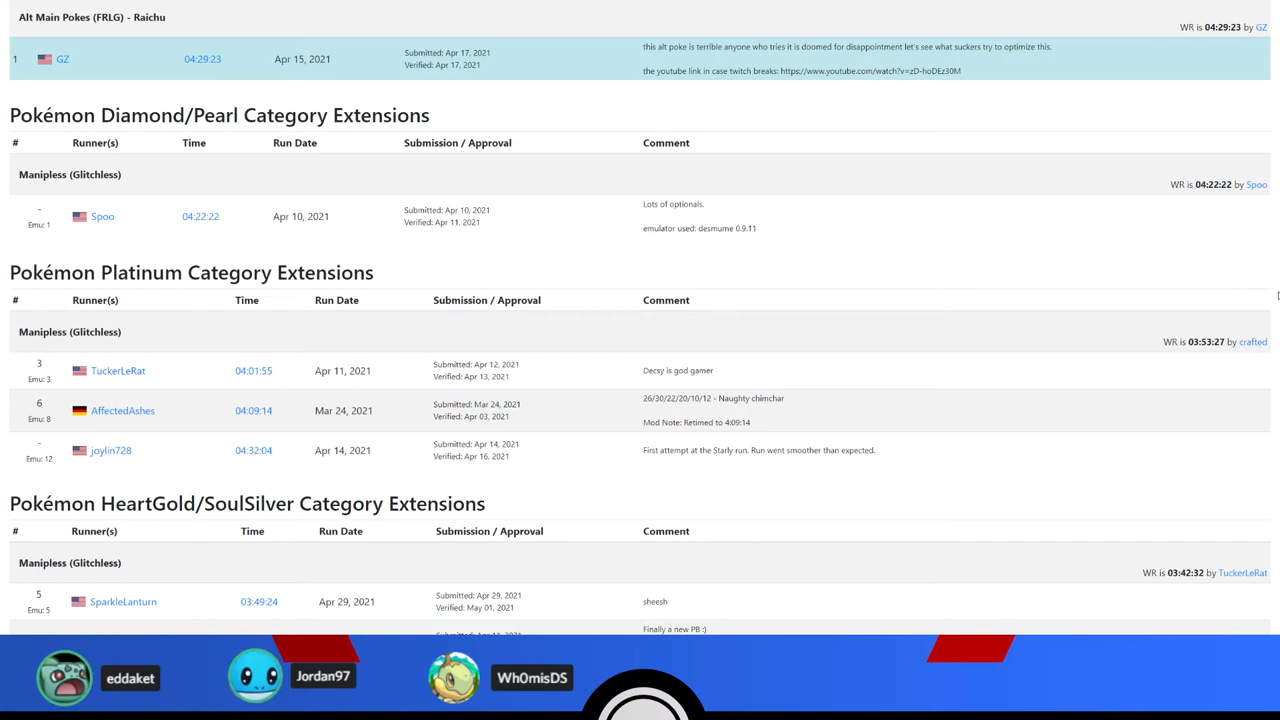 Alt Main Pokes (FRLG) - Raichu
WR is 04:29:23 by GZ
1 GZ 04:29:23 Apr 15, 2021 Submitted: Apr 17, 2021 this alt poke is terrible anyone who tries it is doomed for disappointment let's see what suckers try to optimize this.
Verified: Apr 17, 2021 the youtube link in case twitch breaks: https://www.youtube.com/watch?v=zD-hoDEz30M
Pokémon Diamond/Pearl Category Extensions
# Runner(s) Time Run Date Submission / Approval Comment
Manipless (Glitchless)
WR is 04:22:22 by Spoo
- Spoo 04:22:22 Apr 10, 2021 Submitted: Apr 10, 2021 Lots of optionals.
Emu: 1 Verified: Apr 11, 2021 emulator used: desmume 0.9.11
Pokémon Platinum Category Extensions
# Runner(s) Time Run Date Submission / Approval Comment
Manipless (Glitchless)
WR is 03:53:27 by crafted
3 TuckerLeRat 04:01:55 Apr 11, 2021 Submitted: Apr 12, 2021 Decsy is god gamer
Emu: 3 Verified: Apr 13, 2021
6 AffectedAshes 04:09:14 Mar 24, 2021 Submitted: Mar 24, 2021 26/30/22/20/10/12 - Naughty chimchar
Emu: 8 Verified: Apr 03, 2021 Mod Note: Retimed to 4:09:14
- joylin728 04:32:04 Apr 14, 2021 Submitted: Apr 14, 2021 First attempt at the Starly run. Run went smoother than expected.
Emu: 12 Verified: Apr 16, 2021
Pokémon HeartGold/SoulSilver Category Extensions
# Runner(s) Time Run Date Submission / Approval Comment
Manipless (Glitchless)
WR is 03:42:32 by TuckerLeRat
5 SparkleLanturn 03:49:24 Apr 29, 2021 Submitted: Apr 29, 2021 sheesh
Emu: 5 Verified: May 01, 2021
Finally a new PB :)
eddaket Jordan97 Wh0misDS